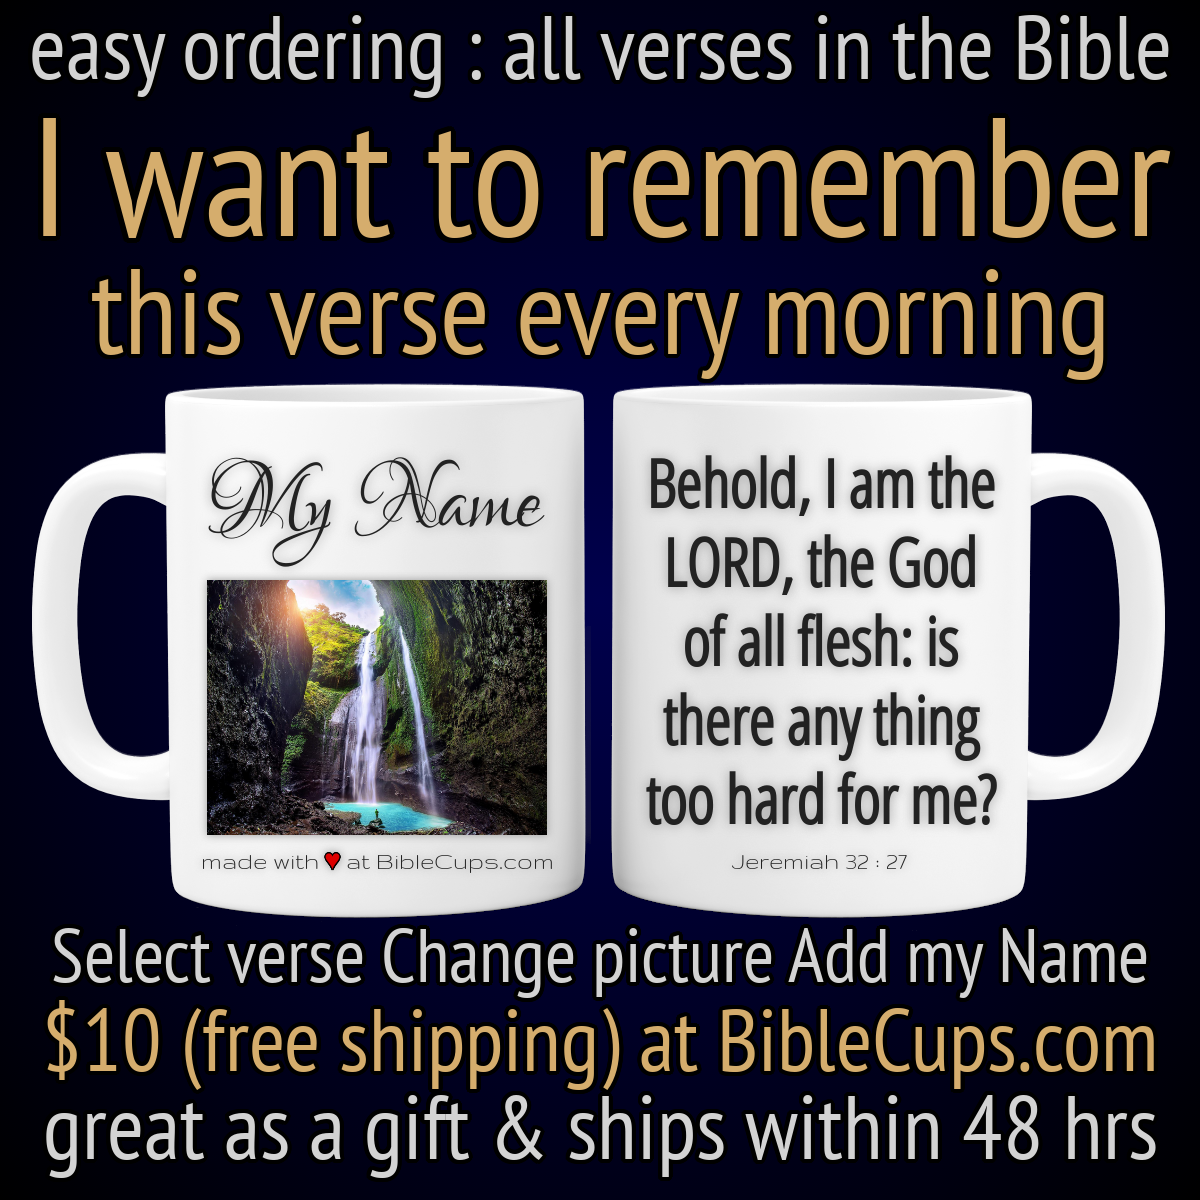 easy ordering : all verses in the Bible
I want to remember
this verse every morning
My Name
made with ♥ at BibleCups.com
Behold, I am the
LORD, the God
of all flesh: is
there any thing
too hard for me?
Jeremiah 32 : 27
Select verse Change picture Add my Name
$10 (free shipping) at BibleCups.com
great as a gift & ships within 48 hrs